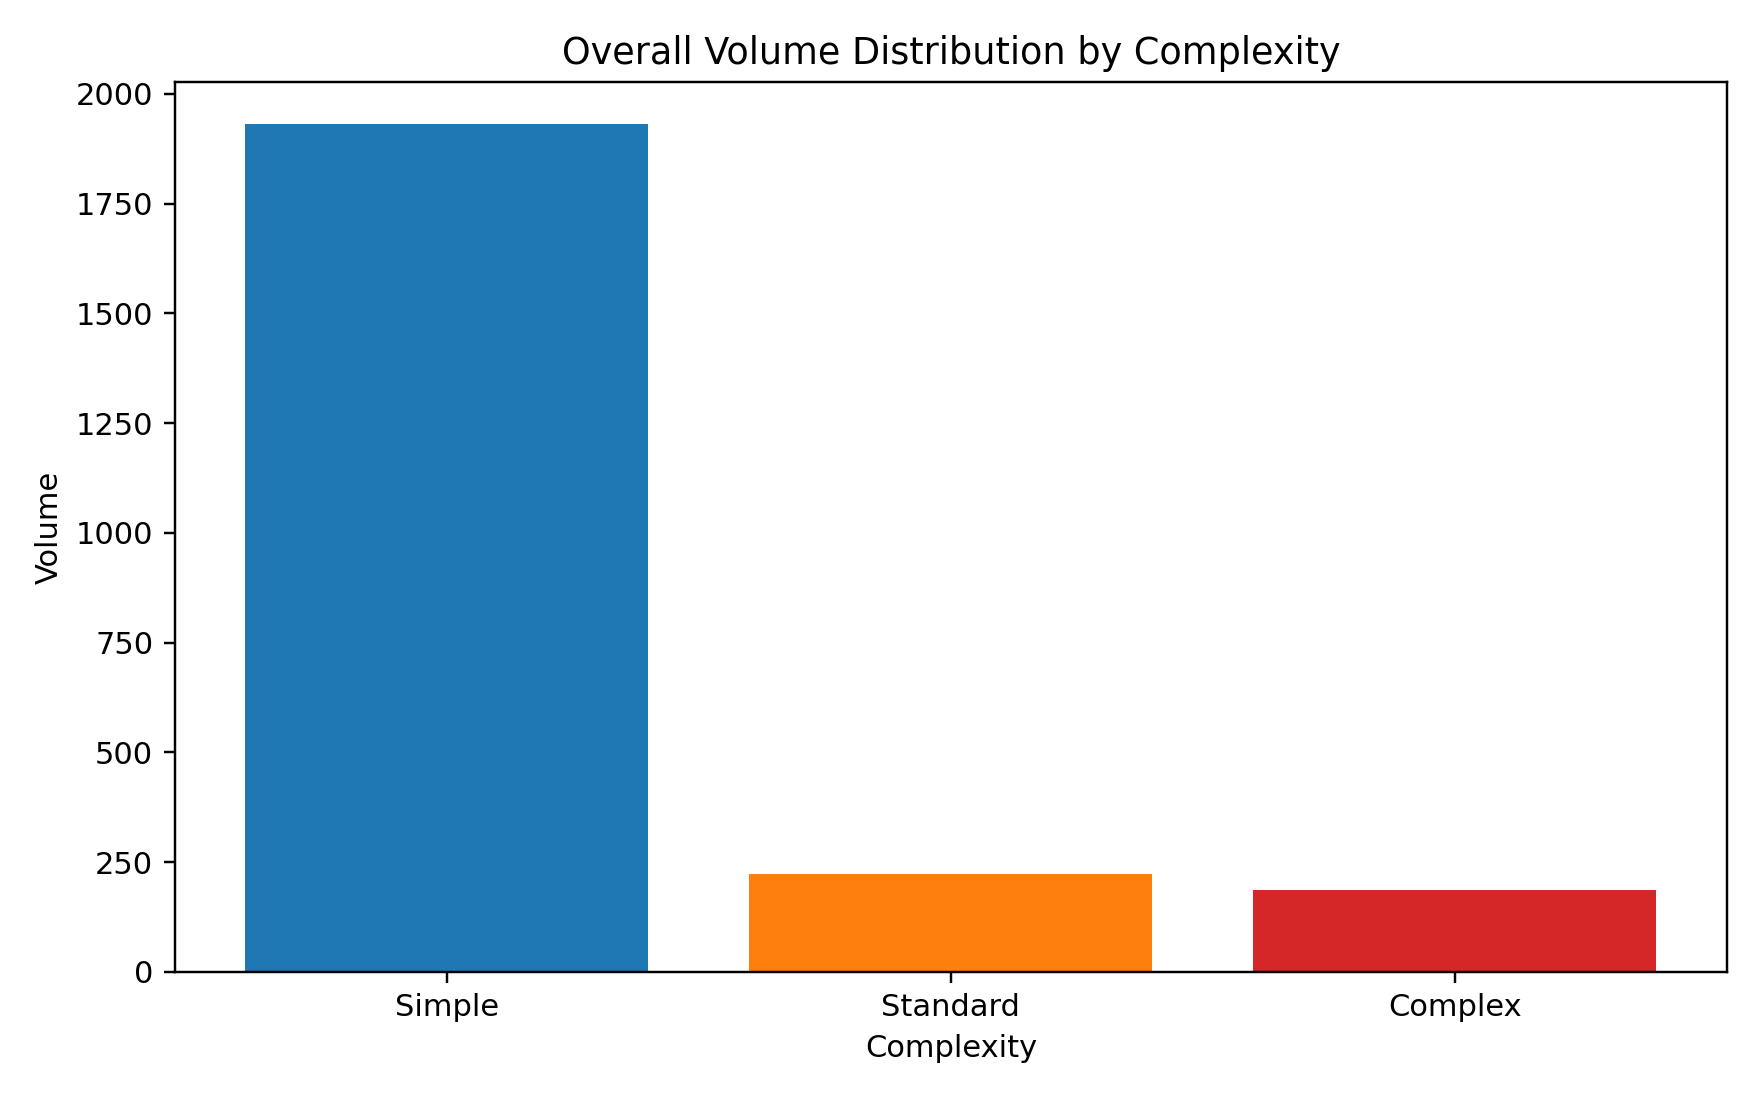 Overall Volume Distribution by Complexity
2000
1750
1500
1250
1000
750
500
250
0
Volume
Simple Standard Complex
Complexity